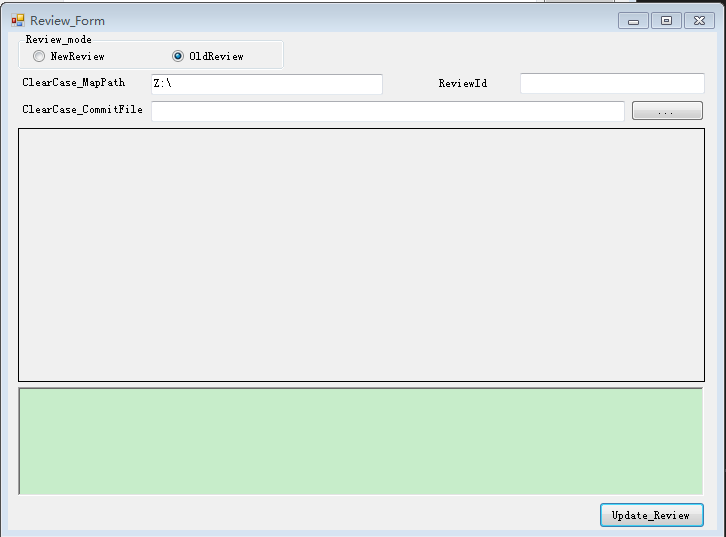 Review_Form
Review_mode
NewReview OldReview
ClearCase_MapPath Z:\ ReviewId
ClearCase_CommitFile ...
Update_Review